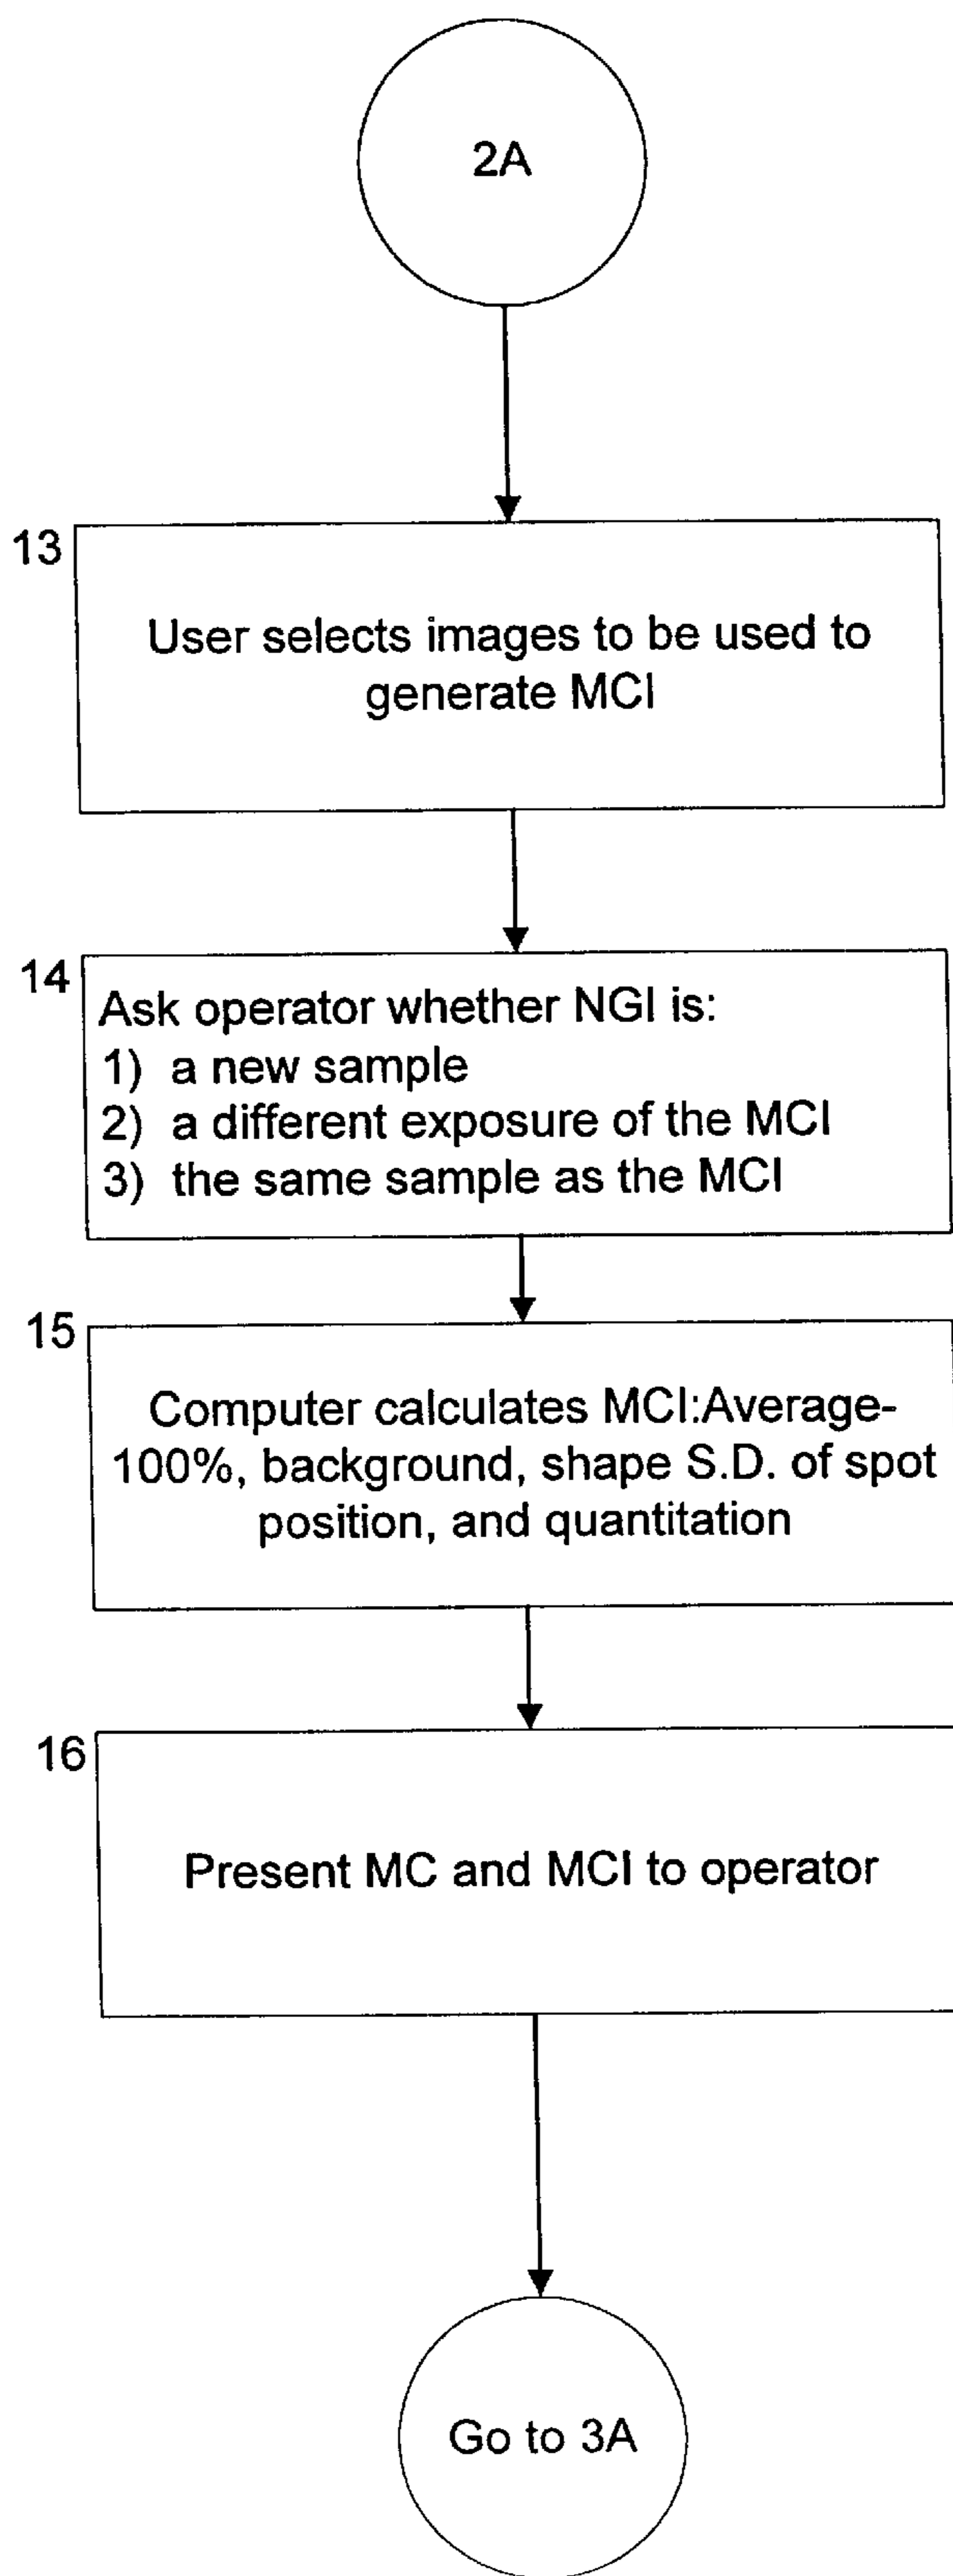 2A
13
User selects images to be used to
generate MCI
14
Ask operator whether NGI is:
1) a new sample
2) a different exposure of the MCI
3) the same sample as the MCI
15
Computer calculates MCI:Average-
100%, background, shape S.D. of spot
position, and quantitation
16
Present MC and MCI to operator
Go to 3A